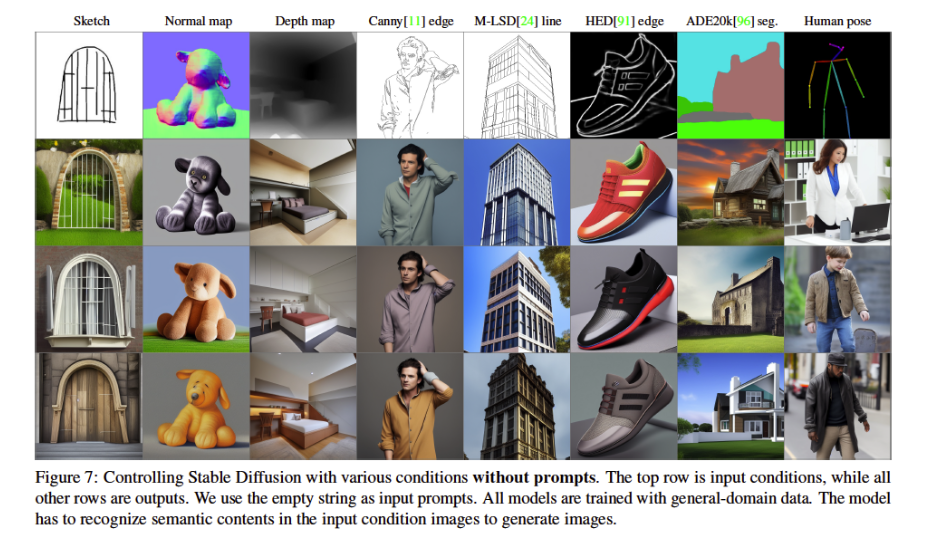 Sketch Normal map Depth map Canny[11] edge M-LSD[24] line HED[91] edge ADE20k[96] seg. Human pose
Figure 7: Controlling Stable Diffusion with various conditions without prompts. The top row is input conditions, while all
other rows are outputs. We use the empty string as input prompts. All models are trained with general-domain data. The model
has to recognize semantic contents in the input condition images to generate images.